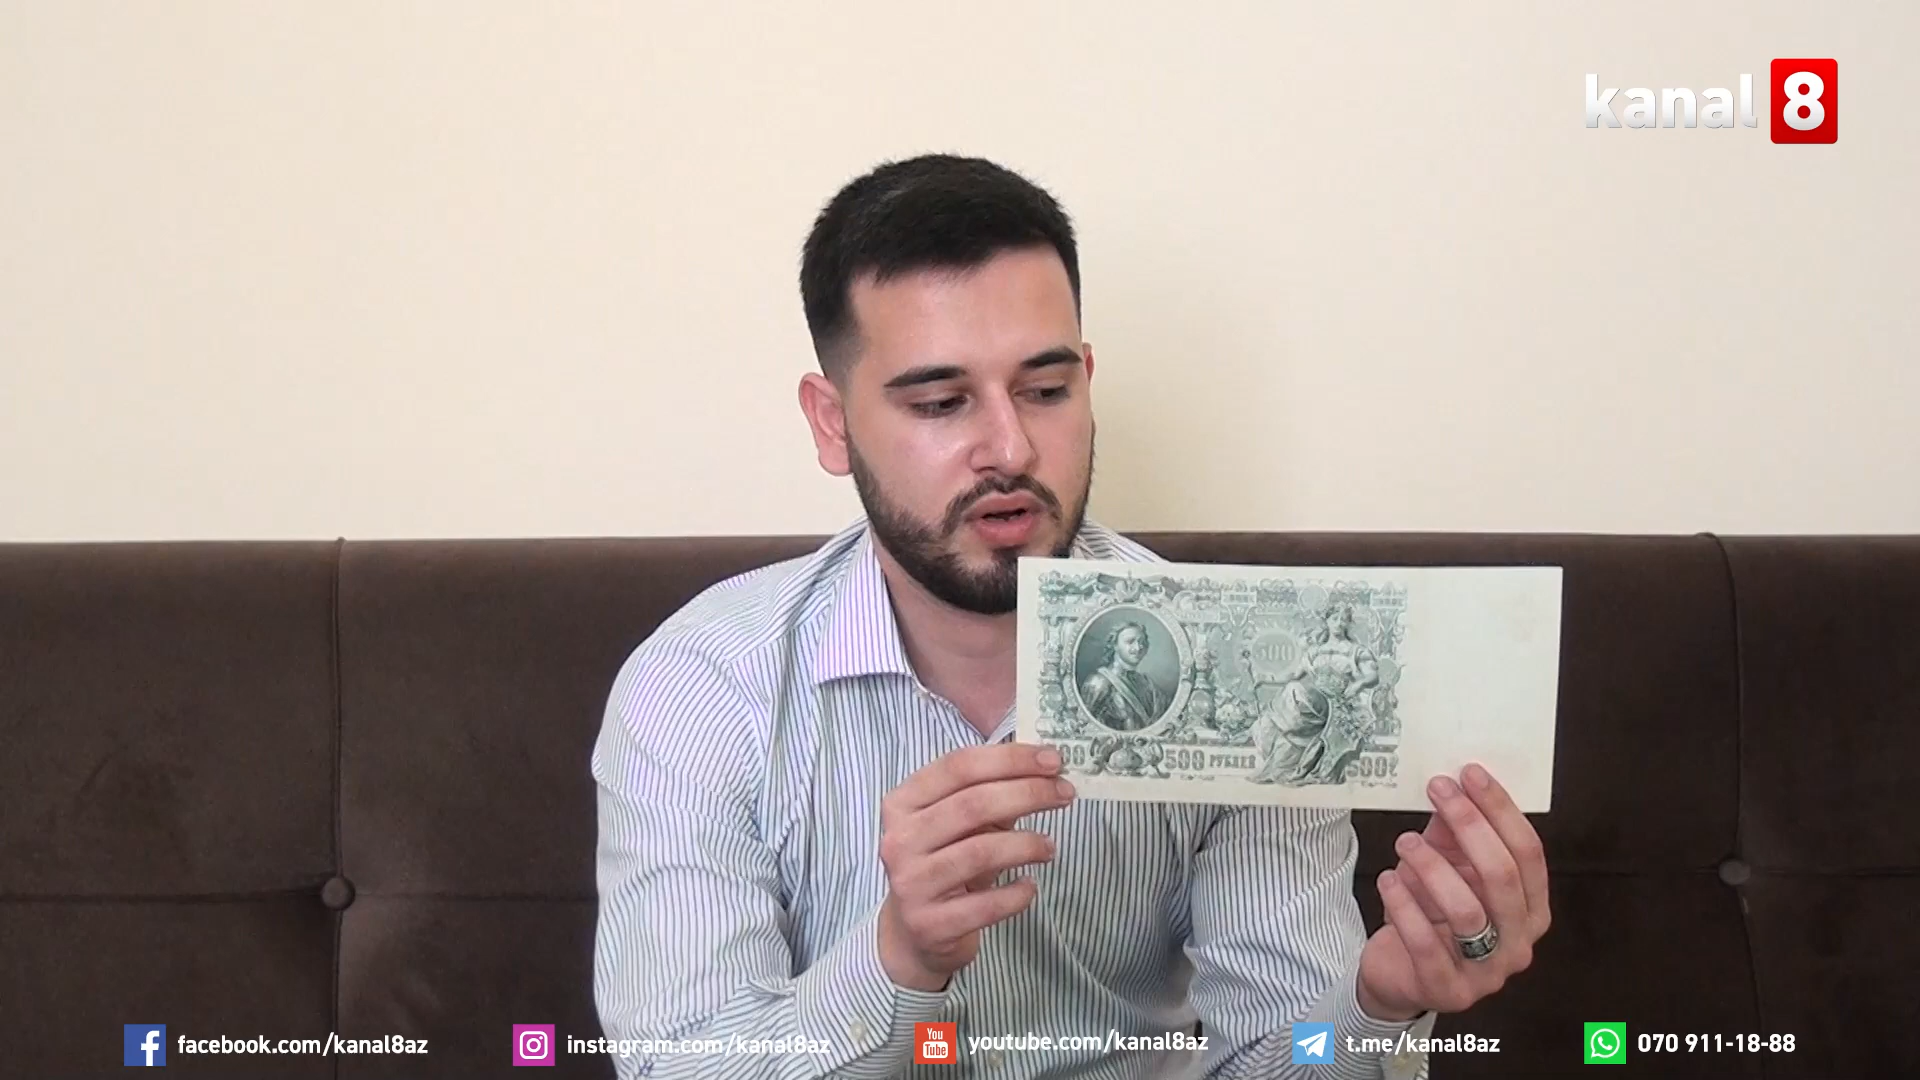 kanal 8
500
500 РУБЛЕЙ
500
facebook.com/kanal8az
instagram.com/kanal8az
You
Tube
youtube.com/kanal8az
t.me/kanal8az
070 911-18-88